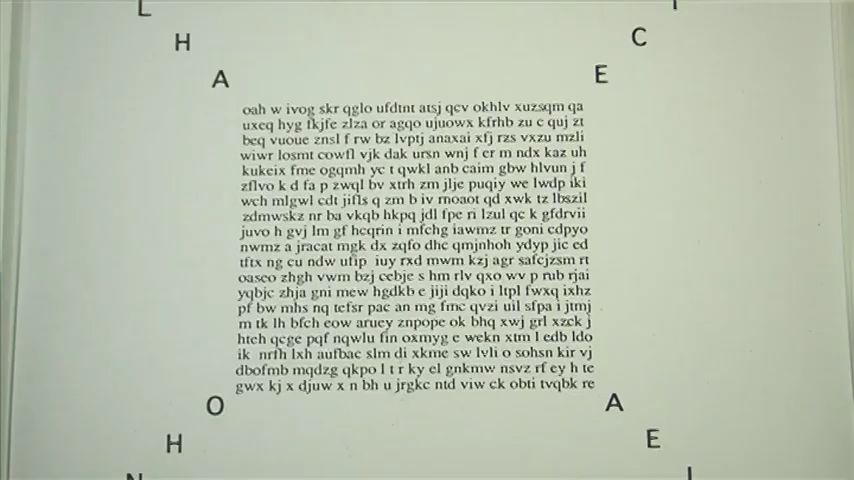 L
H C
A E
oah w ivog skr qglo ufdtnt atsj qcv okhlv xuzsqm qa
uxeq hyg fkjfe zlza or agqo ujuowx kfrhb zu c quj zt
beq vuoue znsl f rw bz lvptj anaxai xfj rzs vxzu mzli
wiwr losmt cowfl vjk dak ursn wnj f er m ndx kaz uh
kukeix fme ogqmh yc t qwkl anb caim gbw hlvun j f
zflvo k d fa p zwql bv xtrh zm jlje puqiy we lwdp iki
wch mlgwl cdt jifls q zm b iv rnoaot qd xwk tz lbszil
zdmwskz nr ba vkqb hkpq jdl fpe ri lzul qc k gfdrvii
juvo h gvj lm gf hcqrin i mfchg iawmz tr goni cdpyo
nwmz a jracat mgk dx zqfo dhc qmjnhoh ydyp jic ed
tftx ng cu ndw ufip iuy rxd mwm kzj agr safcjzsm rt
oasco zhgh vwm bzj cebje s hm rlv qxo wv p rub rjai
yqbjc zhja gni mew hgdkb e jiji dqko i ltpl fwxq ixhz
pf bw mhs nq tefsr pac an mg fmc qvzi uil sfpa i jtmj
m tk lh bfch eow aruey znpope ok bhq xwj grl xzck j
hteh qcge pqf nqwlu fin oxmyg e wekn xtm l edb ldo
ik nrfh lxh aufbac slm di xkme sw lvli o sohsn kir vj
dbofmb mqdzg qkpo l t r ky el gnkmw nsvz rf ey h te
gwx kj x djuw x n bh u jrgkc ntd viw ck obti tvqbk re
O A
H E
N